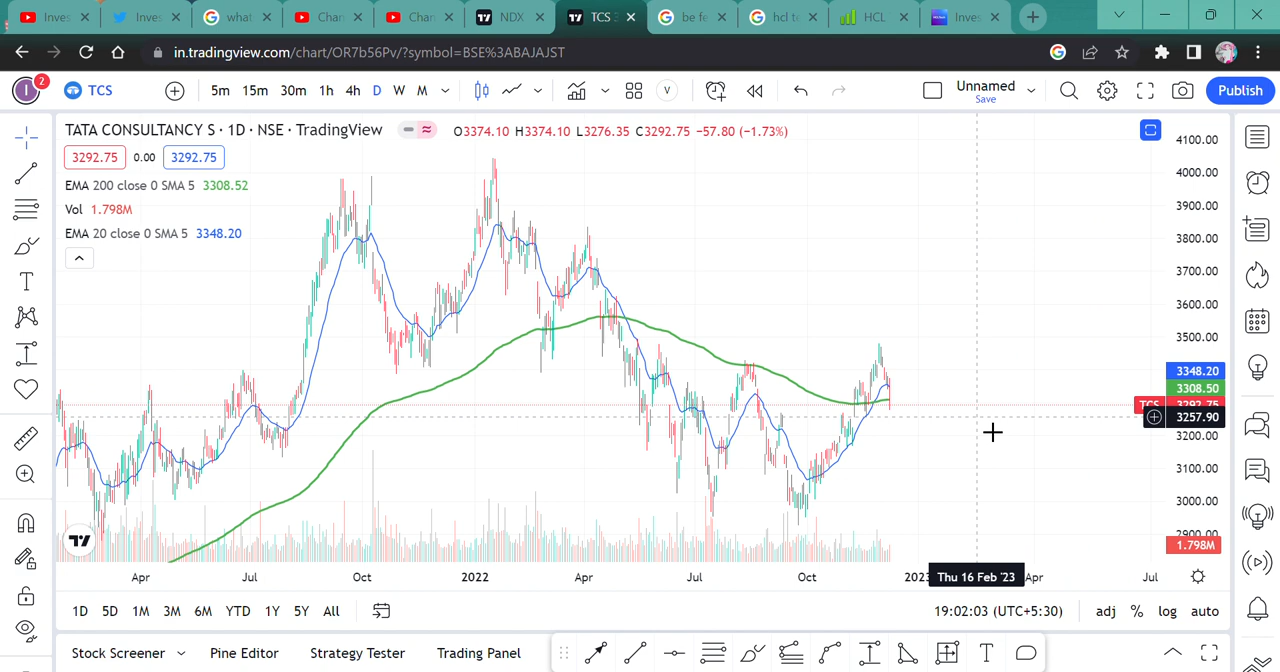 Inves
Inves
what
Chan
Chan
NDX
TCS
be fe
hcl te
HCL
Inves
in.tradingview.com/chart/OR7b56Pv/?symbol=BSE%3ABAJAJST
I 2 TCS 5m 15m 30m 1h 4h D W M V Unnamed Save Publish
TATA CONSULTANCY S · 1D · NSE · TradingView O3374.10 H3374.10 L3276.35 C3292.75 −57.80 (−1.73%)
3292.75 0.00 3292.75
EMA 200 close 0 SMA 5 3308.52
Vol 1.798M
EMA 20 close 0 SMA 5 3348.20
4100.00
4000.00
3900.00
3800.00
3700.00
3600.00
3500.00
3348.20
3308.50
TCS 3292.75
3257.90
3200.00
3100.00
3000.00
2900.00
1.798M
Apr Jul Oct 2022 Apr Jul Oct 2023 Thu 16 Feb '23 Apr Jul
1D 5D 1M 3M 6M YTD 1Y 5Y All 19:02:03 (UTC+5:30) adj % log auto
Stock Screener Pine Editor Strategy Tester Trading Panel